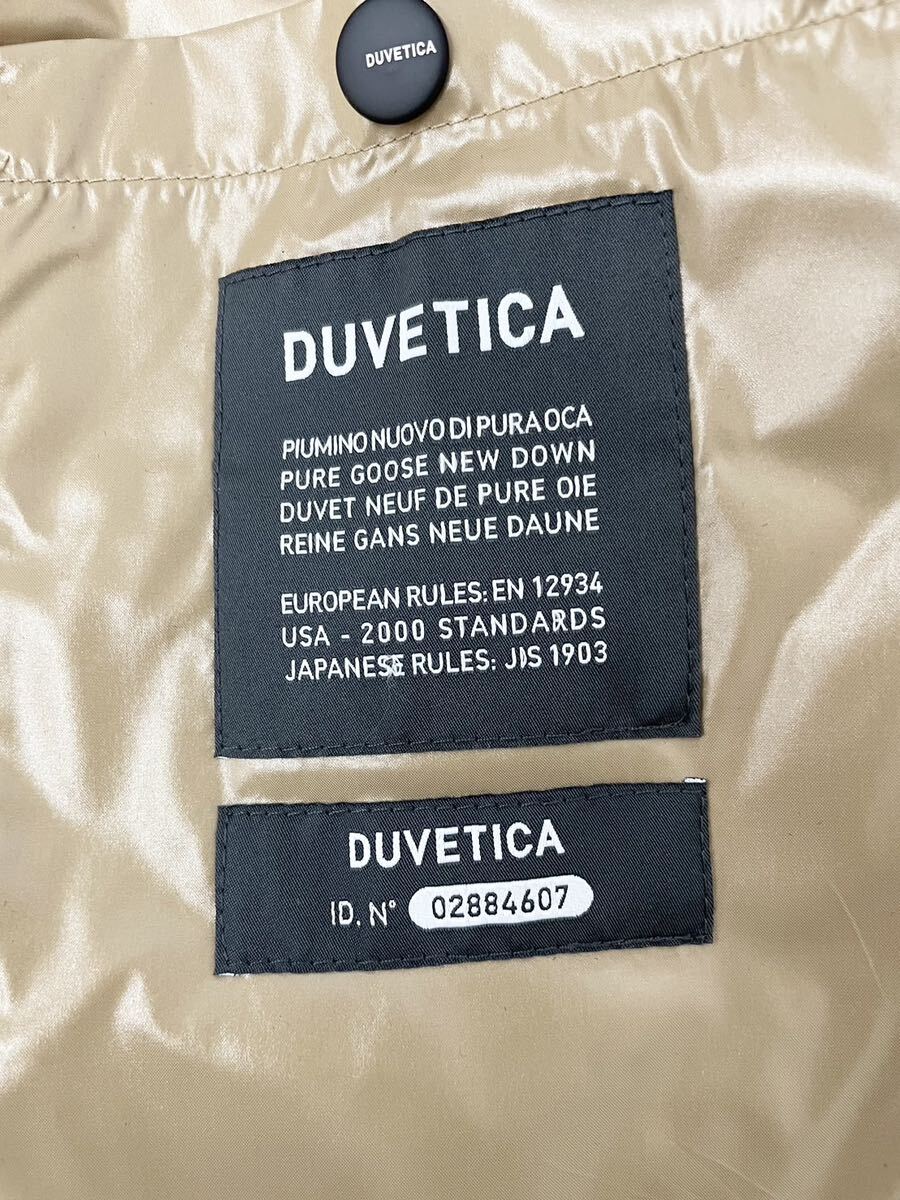 DUVETICA
DUVETICA
PIUMINO NUOVO DI PURA OCA
PURE GOOSE NEW DOWN
DUVET NEUF DE PURE OIE
REINE GANS NEUE DAUNE
EUROPEAN RULES: EN 12934
USA - 2000 STANDARDS
JAPANESE RULES: JIS 1903
DUVETICA
ID. N° 02884607